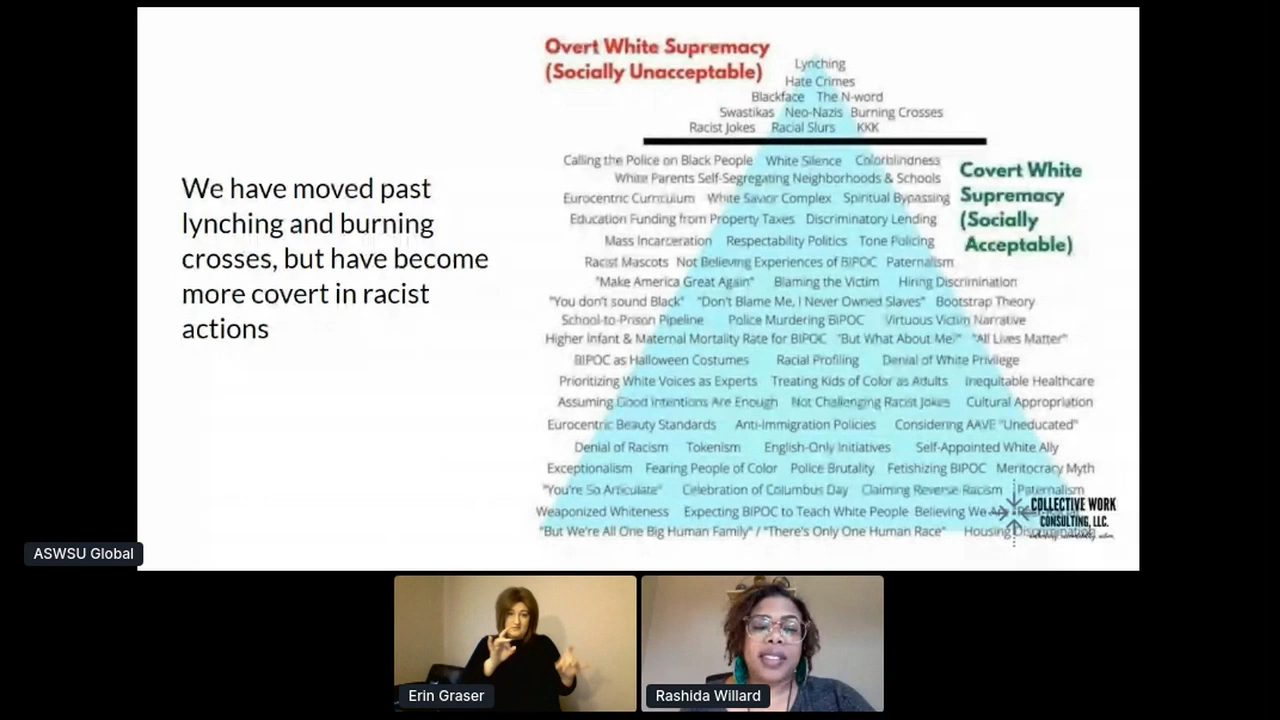 Overt White Supremacy
(Socially Unacceptable)
Lynching
Hate Crimes
Blackface The N-word
Swastikas Neo-Nazis Burning Crosses
Racist Jokes Racial Slurs KKK
We have moved past
lynching and burning
crosses, but have become
more covert in racist
actions
Covert White
Supremacy
(Socially
Acceptable)
Calling the Police on Black People White Silence Colorblindness
White Parents Self-Segregating Neighborhoods & Schools
Eurocentric Curriculum White Savior Complex Spiritual Bypassing
Education Funding from Property Taxes Discriminatory Lending
Mass Incarceration Respectability Politics Tone Policing
Racist Mascots Not Believing Experiences of BIPOC Paternalism
"Make America Great Again" Blaming the Victim Hiring Discrimination
"You don't sound Black" "Don't Blame Me, I Never Owned Slaves" Bootstrap Theory
School-to-Prison Pipeline Police Murdering BIPOC Virtuous Victim Narrative
Higher Infant & Maternal Mortality Rate for BIPOC "But What About Me?" "All Lives Matter"
BIPOC as Halloween Costumes Racial Profiling Denial of White Privilege
Prioritizing White Voices as Experts Treating Kids of Color as Adults Inequitable Healthcare
Assuming Good Intentions Are Enough Not Challenging Racist Jokes Cultural Appropriation
Eurocentric Beauty Standards Anti-Immigration Policies Considering AAVE "Uneducated"
Denial of Racism Tokenism English-Only Initiatives Self-Appointed White Ally
Exceptionalism Fearing People of Color Police Brutality Fetishizing BIPOC Meritocracy Myth
"You're So Articulate" Celebration of Columbus Day Claiming Reverse Racism Paternalism
Weaponized Whiteness Expecting BIPOC to Teach White People Believing We
"But We're All One Big Human Family" / "There's Only One Human Race" Housing Discrimination
COLLECTIVE WORK
CONSULTING, LLC.
ASWSU Global
Erin Graser
Rashida Willard